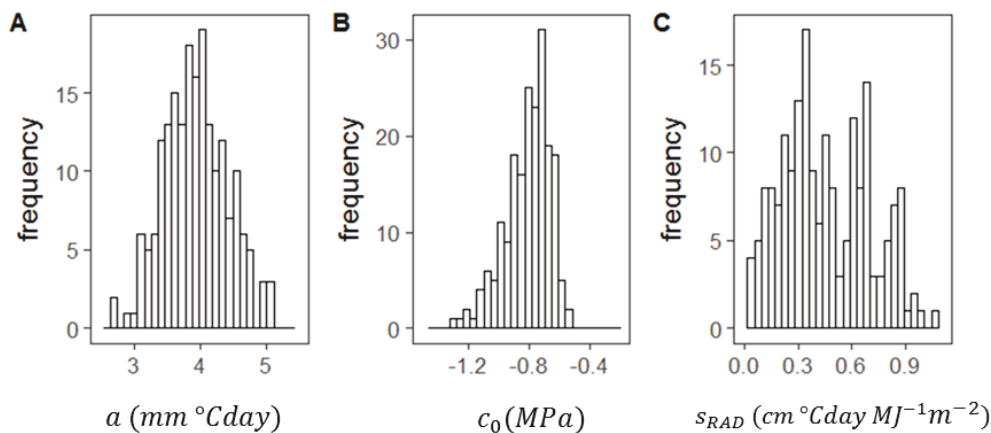 A
frequency
15
10
5
0
3 4 5
a (mm °Cday)
B
frequency
30
20
10
0
-1.2 -0.8 -0.4
c₀(MPa)
C
frequency
15
10
5
0
0.0 0.3 0.6 0.9
s_RAD (cm °Cday MJ⁻¹m⁻²)